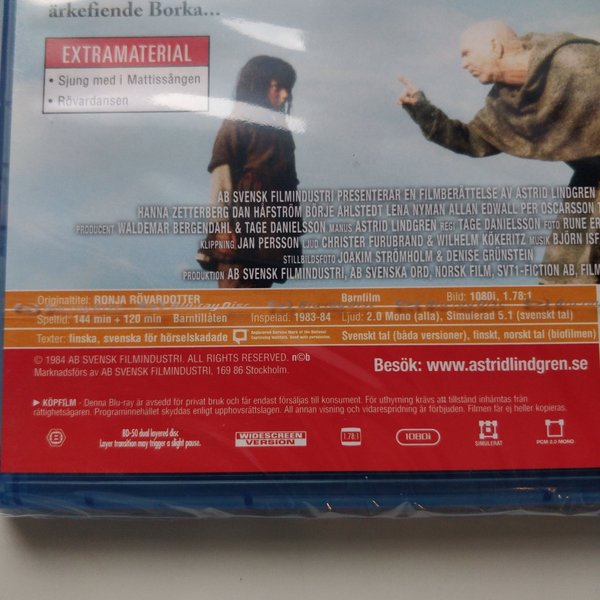 ärkefiende Borka...
EXTRAMATERIAL
• Sjung med i Mattissången
• Rövardansen
AB SVENSK FILMINDUSTRI PRESENTERAR EN FILMBERÄTTELSE AV ASTRID LINDGREN
HANNA ZETTERBERG DAN HÅFSTRÖM BÖRJE AHLSTEDT LENA NYMAN ALLAN EDWALL PER OSCARSSON
PRODUCENT WALDEMAR BERGENDAHL & TAGE DANIELSSON MANUS ASTRID LINDGREN REGI TAGE DANIELSSON FOTO RUNE
KLIPPNING JAN PERSSON LJUD CHRISTER FURUBRAND & WILHELM KÖKERITZ MUSIK BJÖRN
STILLBILDSFOTO JOAKIM STRÖMHOLM & DENISE GRÜNSTEIN
PRODUKTION AB SVENSK FILMINDUSTRI, AB SVENSKA ORD, NORSK FILM, SVT1-FICTION AB,
Originaltitel: RONJA RÖVARDOTTER Barnfilm Bild: 1080i, 1.78:1
Speltid: 144 min + 120 min Barntillåten Inspelad: 1983-84 Ljud: 2.0 Mono (alla), Simulerad 5.1 (svenskt tal)
Texter: finska, svenska för hörselskadade Svenskt tal (båda versioner), finskt, norskt tal (biofilmen)
© 1984 AB SVENSK FILMINDUSTRI. ALL RIGHTS RESERVED. n©b
Marknadsförs av AB SVENSK FILMINDUSTRI, 169 86 Stockholm.
Besök: www.astridlindgren.se
▶ KÖPFILM - Denna Blu-ray är avsedd för privat bruk och får endast försäljas till konsument. För uthyrning krävs att tillstånd inhämtas från
rättighetsägaren. Programinnehållet skyddas enligt upphovsrättslagen. All annan visning och vidarespridning är förbjuden. Filmen får ej heller kopieras.
B
BD-50 dual layered disc
Layer transition may trigger a slight pause.
WIDESCREEN
VERSION
1.78:1
1080i
SIMULERAT
PCM 2.0 MONO